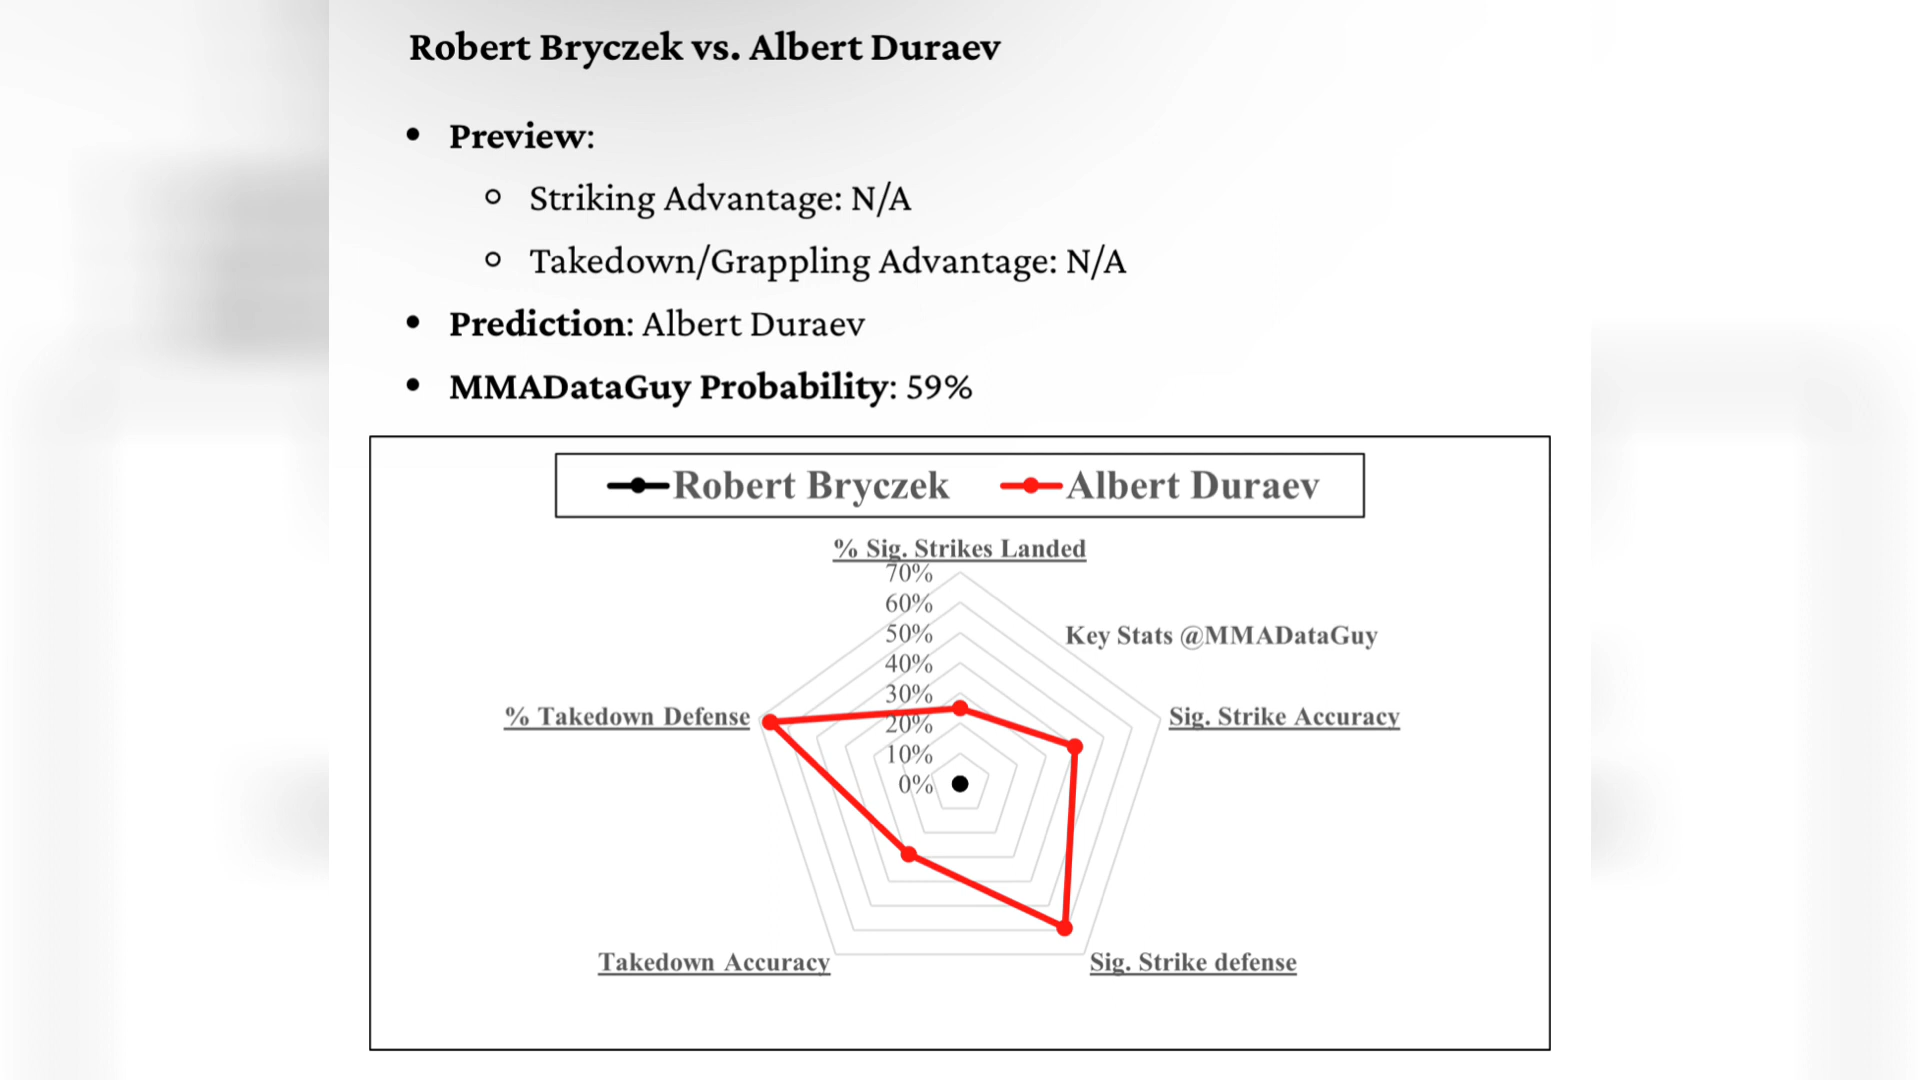 Robert Bryczek vs. Albert Duraev
• Preview:
○ Striking Advantage: N/A
○ Takedown/Grappling Advantage: N/A
• Prediction: Albert Duraev
• MMADataGuy Probability: 59%
Robert Bryczek Albert Duraev
% Sig. Strikes Landed
70%
60%
50%
Key Stats @MMADataGuy
40%
30%
% Takedown Defense
Sig. Strike Accuracy
20%
10%
0%
Takedown Accuracy
Sig. Strike defense